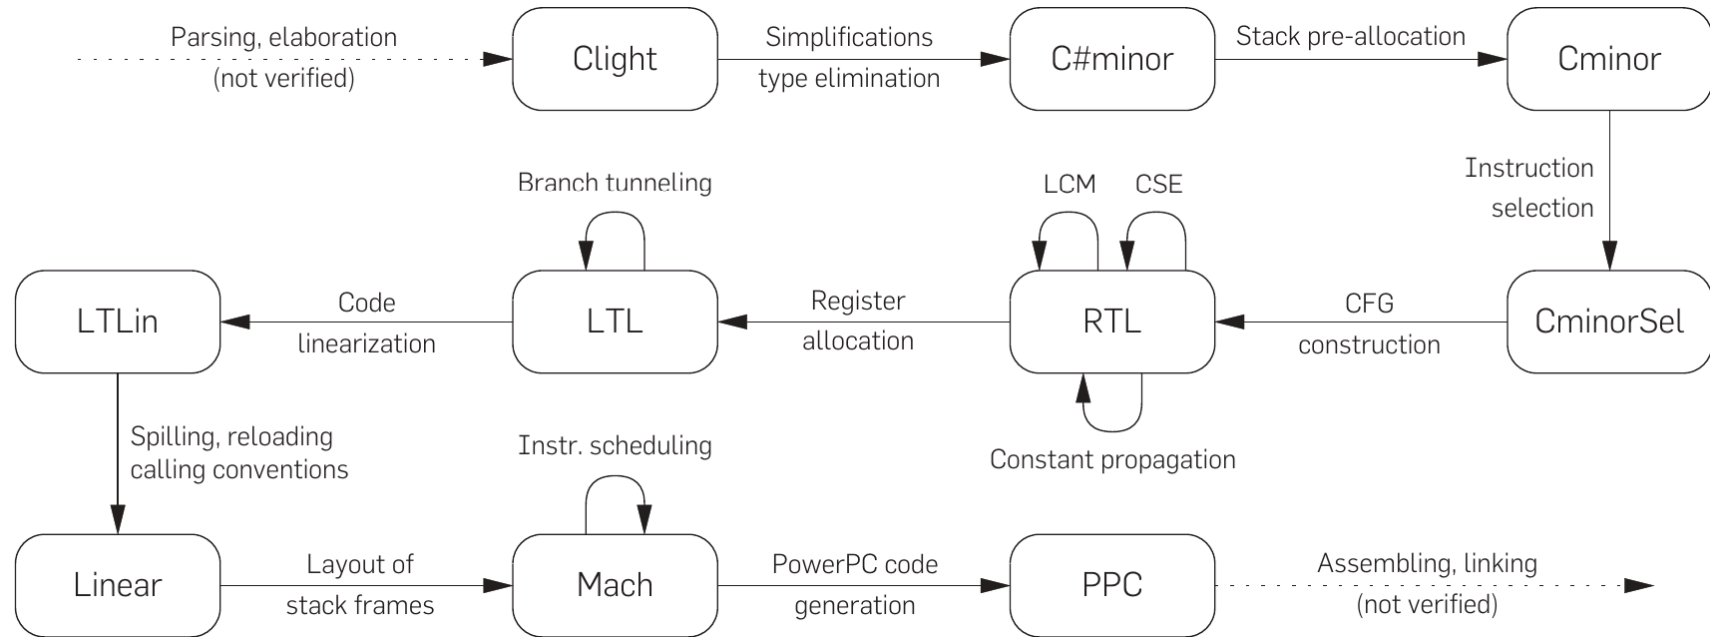 Parsing, elaboration
(not verified)
Clight
Simplifications
type elimination
C#minor
Stack pre-allocation
Cminor
Instruction
selection
Branch tunneling
LCM
CSE
LTLin
Code
linearization
LTL
Register
allocation
RTL
CFG
construction
CminorSel
Spilling, reloading
calling conventions
Instr. scheduling
Constant propagation
Linear
Layout of
stack frames
Mach
PowerPC code
generation
PPC
Assembling, linking
(not verified)